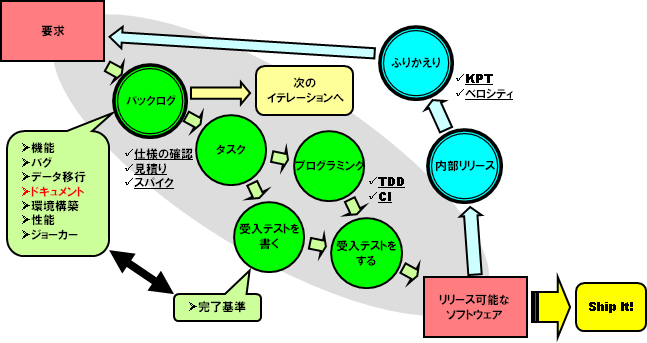 要求
ふりかえり
✓KPT
✓ベロシティ
バックログ
次の
イテレーションへ
➢機能
➢バグ
➢データ移行
➢ドキュメント
➢環境構築
➢性能
➢ジョーカー
✓仕様の確認
✓見積り
✓スパイク
タスク
プログラミング
✓TDD
✓CI
内部リリース
受入テストを
書く
受入テストを
する
➢完了基準
リリース可能な
ソフトウェア
Ship It!